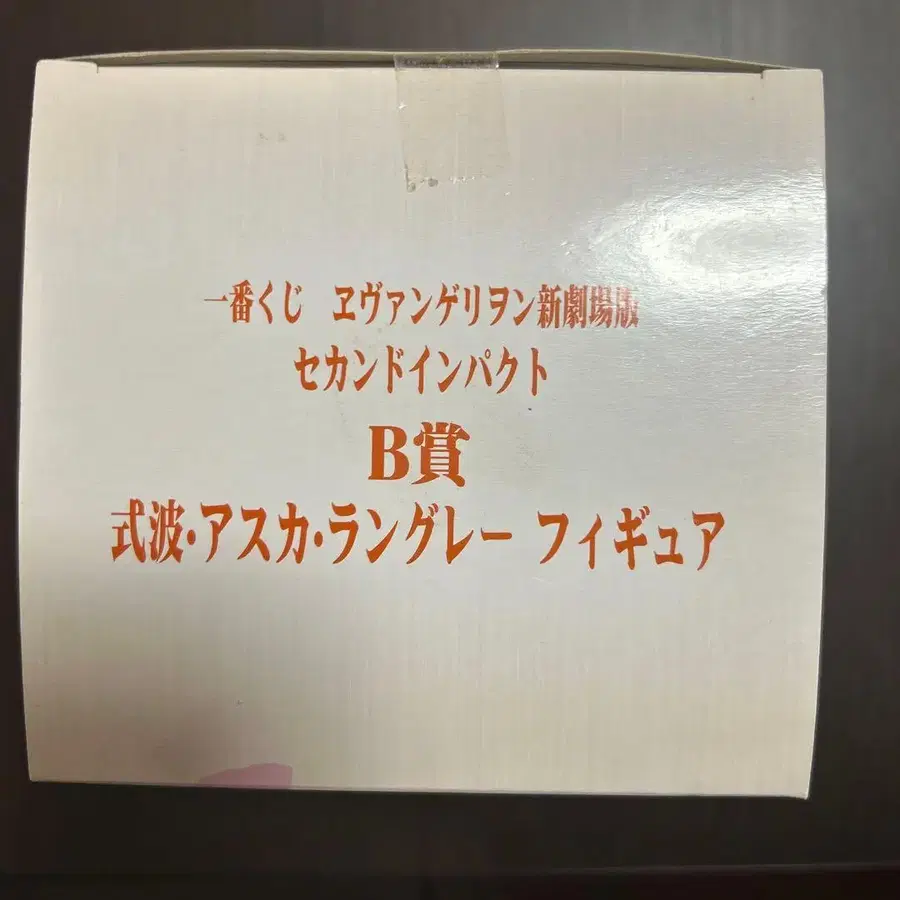 一番くじ ヱヴァンゲリヲン新劇場版
セカンドインパクト
B賞
式波・アスカ・ラングレー フィギュア